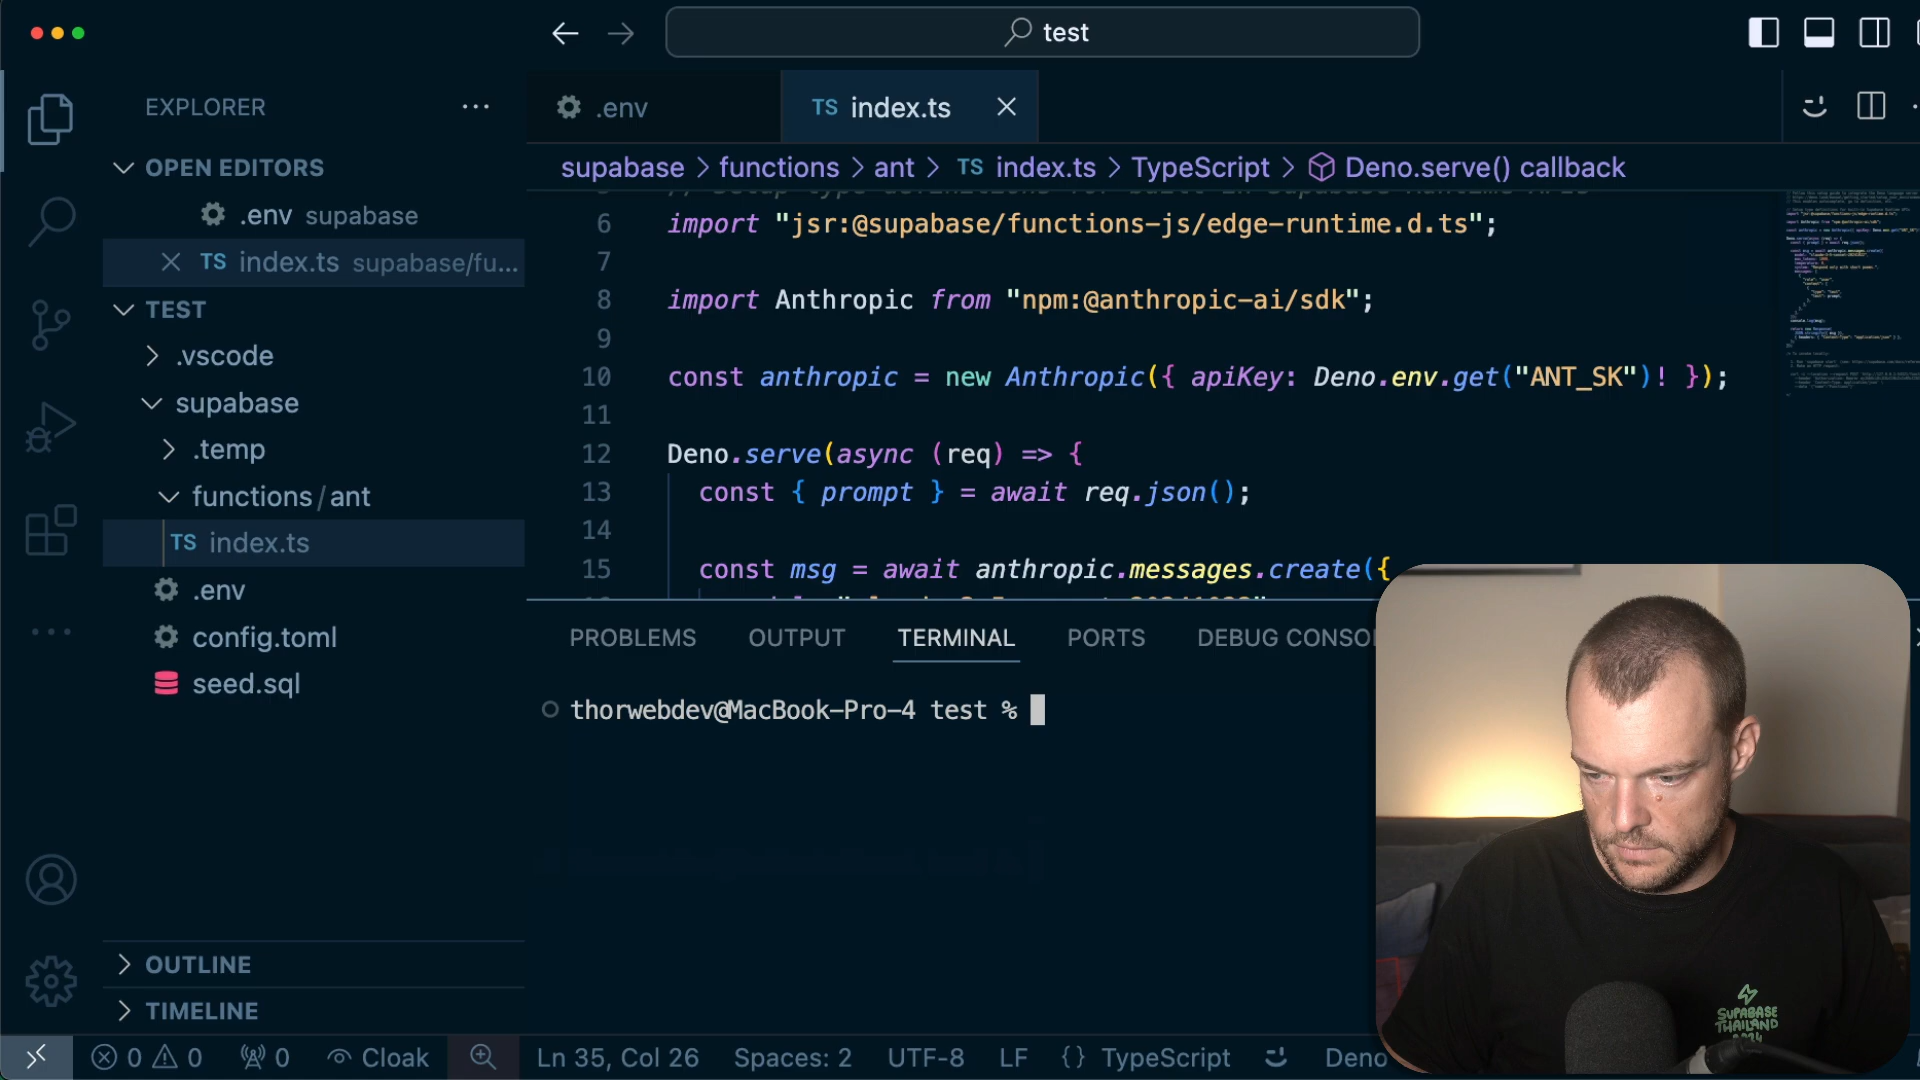 test
EXPLORER
.env
TS index.ts
OPEN EDITORS
.env supabase
TS index.ts supabase/fu...
TEST
.vscode
supabase
.temp
functions/ant
TS index.ts
.env
config.toml
seed.sql
OUTLINE
TIMELINE
supabase > functions > ant > TS index.ts > TypeScript > Deno.serve() callback
6 import "jsr:@supabase/functions-js/edge-runtime.d.ts";
7
8 import Anthropic from "npm:@anthropic-ai/sdk";
9
10 const anthropic = new Anthropic({ apiKey: Deno.env.get("ANT_SK")! });
11
12 Deno.serve(async (req) => {
13 const { prompt } = await req.json();
14
15 const msg = await anthropic.messages.create({
PROBLEMS OUTPUT TERMINAL PORTS DEBUG CONSO
thorwebdev@MacBook-Pro-4 test %
SUPABASE
THAILAND
2024
0 0 0 Cloak Ln 35, Col 26 Spaces: 2 UTF-8 LF {} TypeScript Deno